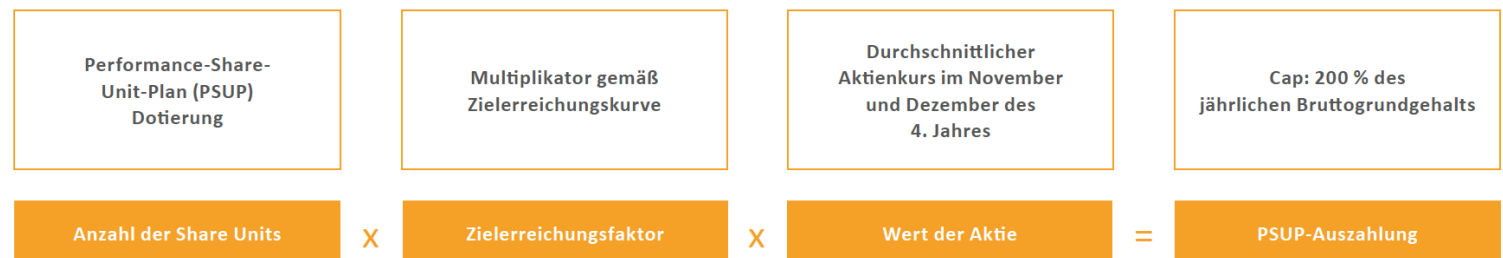 Performance-Share-
Unit-Plan (PSUP)
Dotierung
Multiplikator gemäß
Zielerreichungskurve
Durchschnittlicher
Aktienkurs im November
und Dezember des
4. Jahres
Cap: 200 % des
jährlichen Bruttogrundgehalts
Anzahl der Share Units x Zielerreichungsfaktor x Wert der Aktie = PSUP-Auszahlung